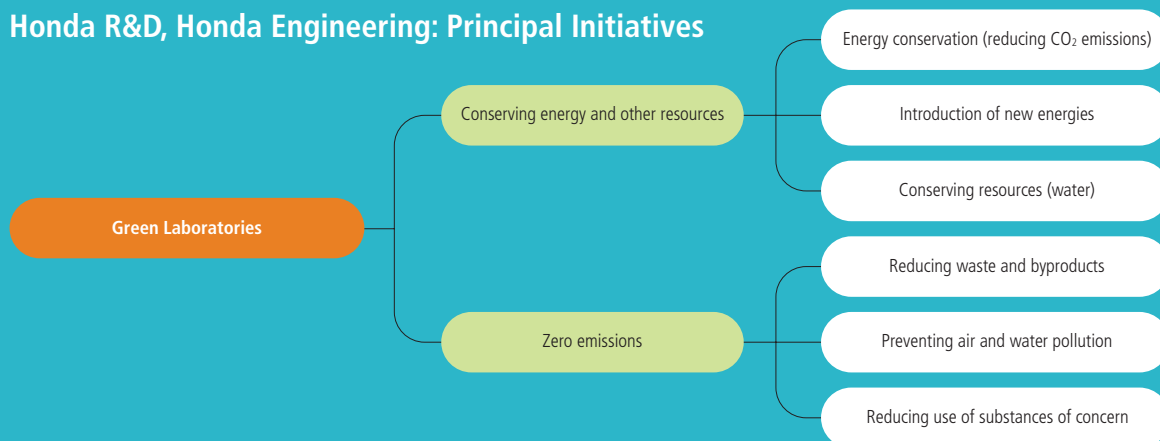 Honda R&D, Honda Engineering: Principal Initiatives
Green Laboratories
Conserving energy and other resources
Energy conservation (reducing CO₂ emissions)
Introduction of new energies
Conserving resources (water)
Zero emissions
Reducing waste and byproducts
Preventing air and water pollution
Reducing use of substances of concern